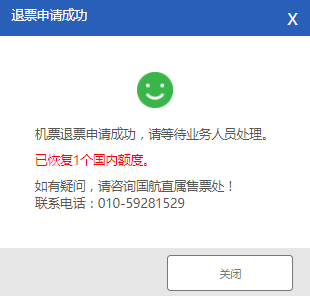 退票申请成功
X
机票退票申请成功，请等待业务人员处理。
已恢复1个国内额度。
如有疑问，请咨询国航直属售票处！
联系电话：010-59281529
关闭